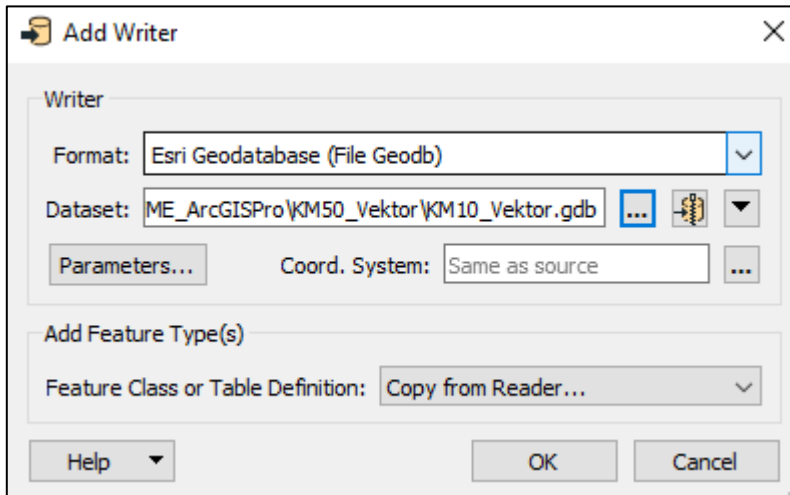 Add Writer
Writer
Format: Esri Geodatabase (File Geodb)
Dataset: ME_ArcGISPro\KM50_Vektor\KM10_Vektor.gdb ...
Parameters... Coord. System: Same as source ...
Add Feature Type(s)
Feature Class or Table Definition: Copy from Reader...
Help OK Cancel